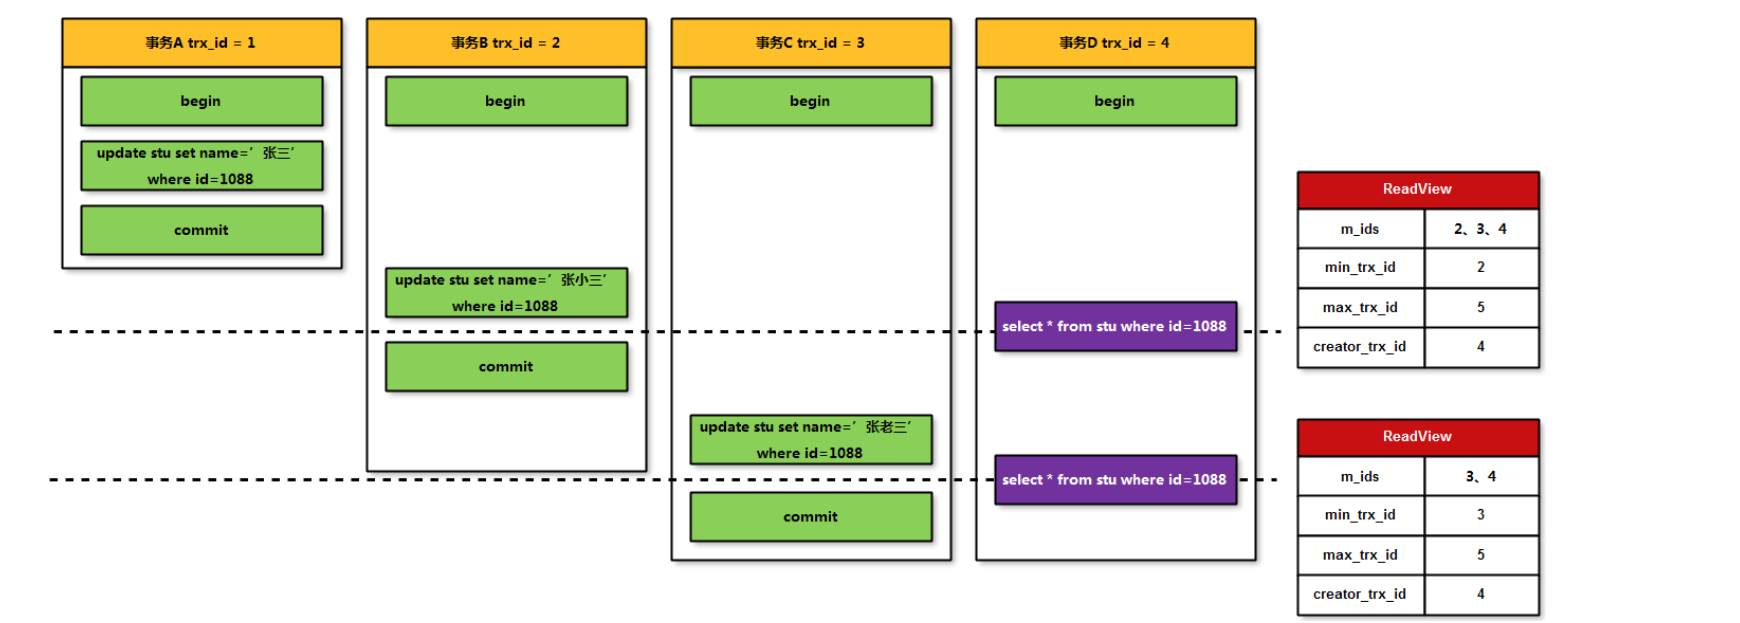 事务A trx_id = 1
begin
update stu set name=’张三’
where id=1088
commit
事务B trx_id = 2
begin
update stu set name=’张小三’
where id=1088
commit
事务C trx_id = 3
begin
update stu set name=’张老三’
where id=1088
commit
事务D trx_id = 4
begin
select * from stu where id=1088
select * from stu where id=1088
ReadView
m_ids 2、3、4
min_trx_id 2
max_trx_id 5
creator_trx_id 4
ReadView
m_ids 3、4
min_trx_id 3
max_trx_id 5
creator_trx_id 4